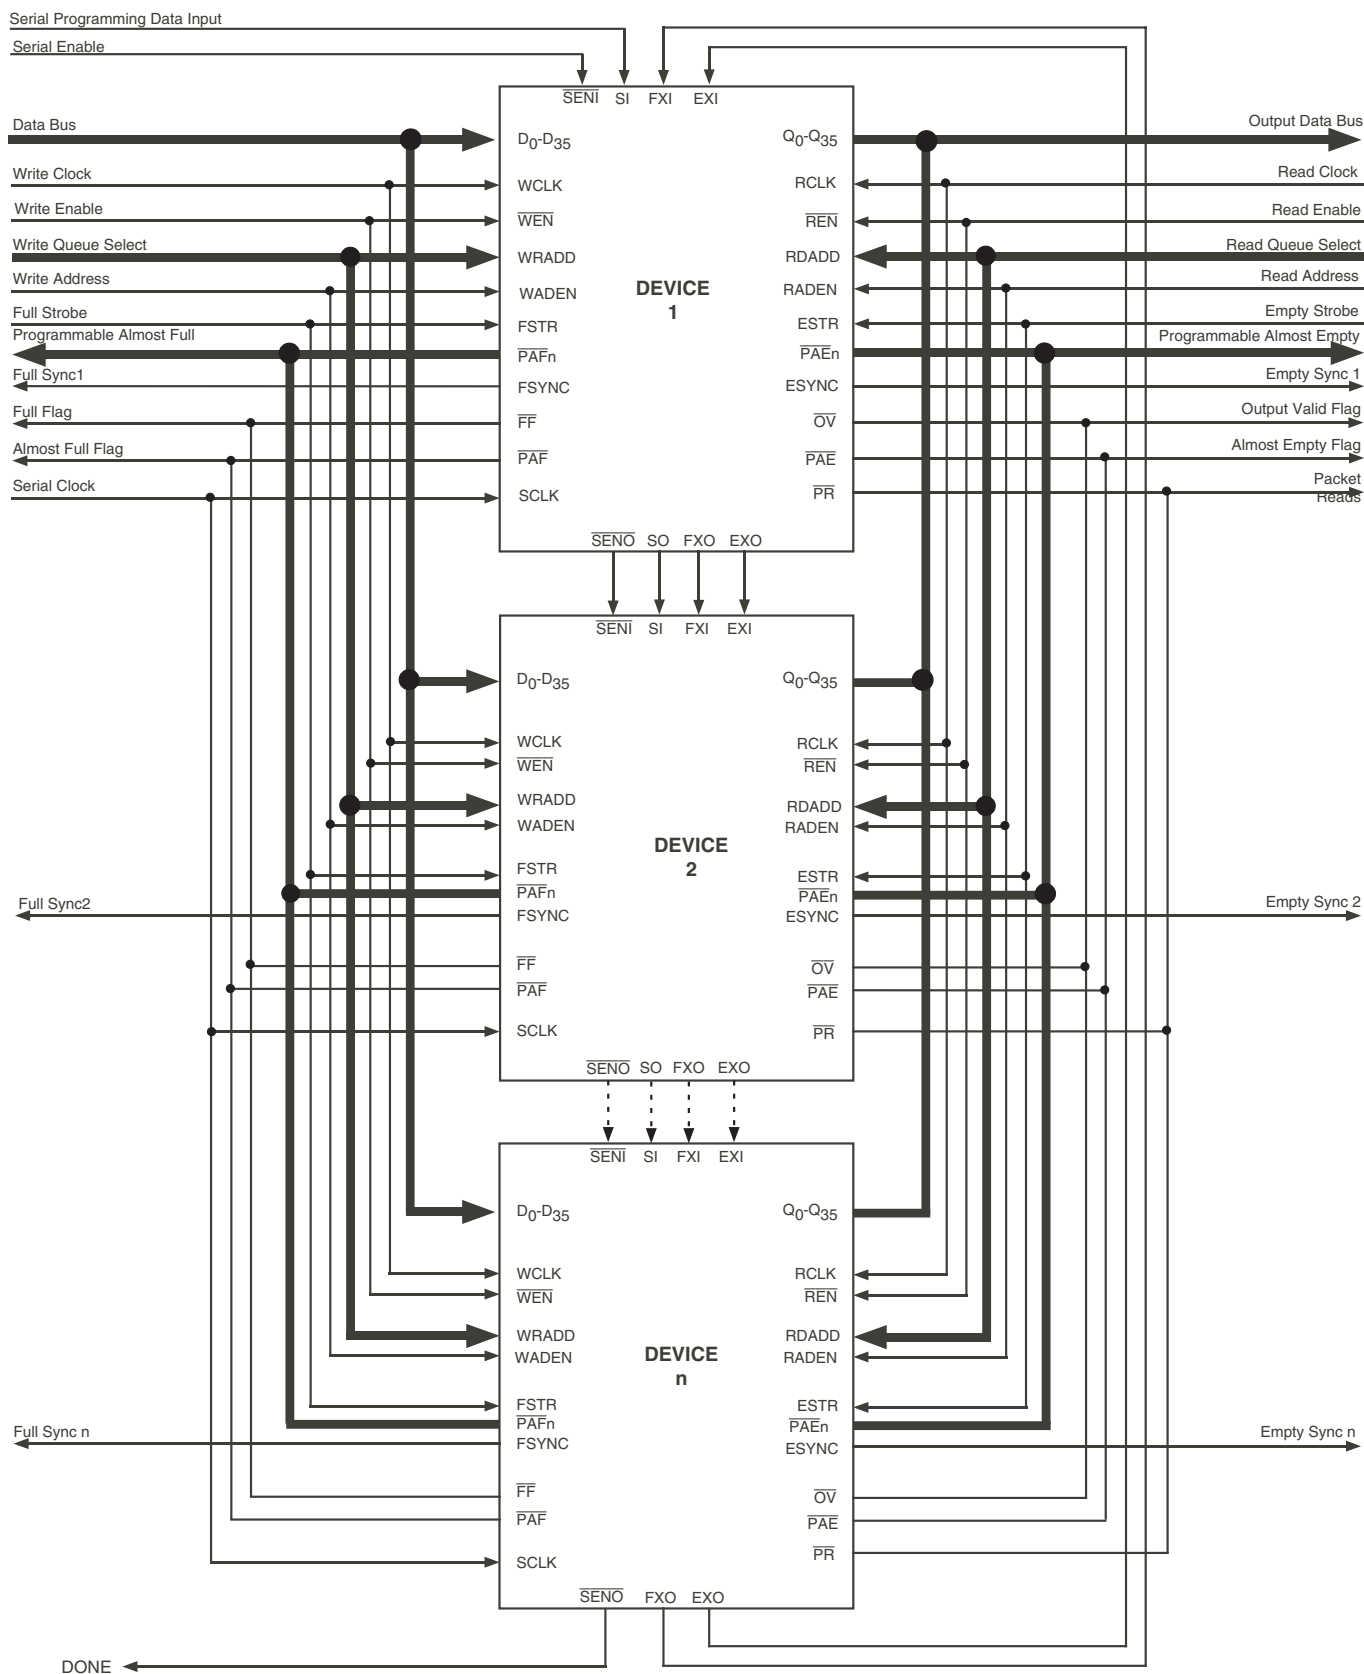 Serial Programming Data Input
Serial Enable
SENI SI FXI EXI
Data Bus
D0-D35
Q0-Q35
Output Data Bus
Write Clock
WCLK
RCLK
Read Clock
Write Enable
WEN
REN
Read Enable
Write Queue Select
WRADD
RDADD
Read Queue Select
Write Address
WADEN
RADEN
Read Address
DEVICE
1
Full Strobe
FSTR
ESTR
Empty Strobe
Programmable Almost Full
PAFn
PAEn
Programmable Almost Empty
Full Sync1
FSYNC
ESYNC
Empty Sync 1
Full Flag
FF
OV
Output Valid Flag
Almost Full Flag
PAF
PAE
Almost Empty Flag
Serial Clock
SCLK
PR
Packet
Reads
SENO SO FXO EXO
SENI SI FXI EXI
D0-D35
Q0-Q35
WCLK
RCLK
WEN
REN
WRADD
RDADD
WADEN
RADEN
DEVICE
2
FSTR
ESTR
PAFn
PAEn
Full Sync2
FSYNC
ESYNC
Empty Sync 2
FF
OV
PAF
PAE
SCLK
PR
SENO SO FXO EXO
SENI SI FXI EXI
D0-D35
Q0-Q35
WCLK
RCLK
WEN
REN
WRADD
RDADD
WADEN
RADEN
DEVICE
n
FSTR
ESTR
PAFn
PAEn
Full Sync n
FSYNC
ESYNC
Empty Sync n
FF
OV
PAF
PAE
SCLK
PR
SENO FXO EXO
DONE